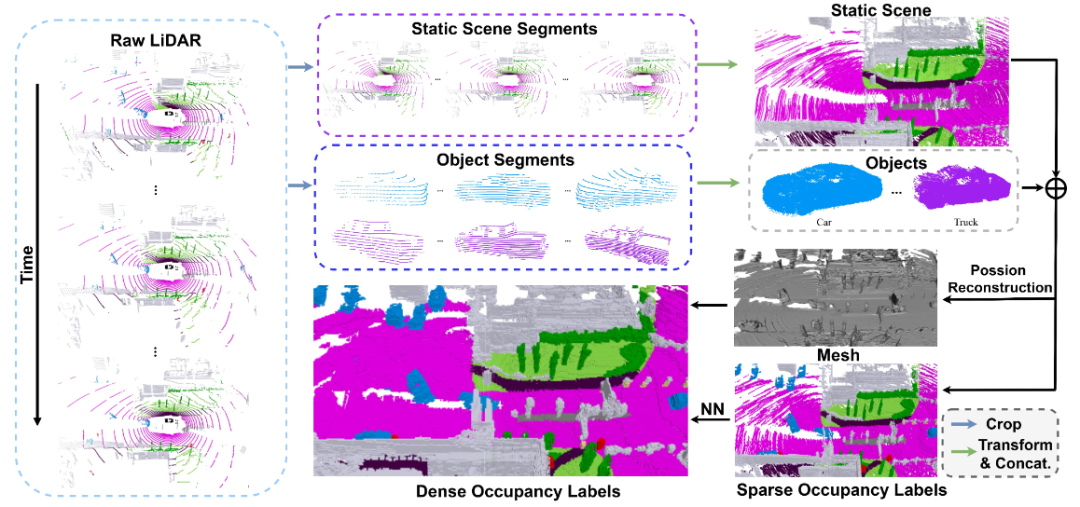 Raw LiDAR
Time
...
...
Static Scene Segments
... ...
Object Segments
... ...
... ...
Static Scene
Objects
...
Car
Truck
Possion
Reconstruction
Mesh
NN
Dense Occupancy Labels
Sparse Occupancy Labels
Crop
Transform
& Concat.